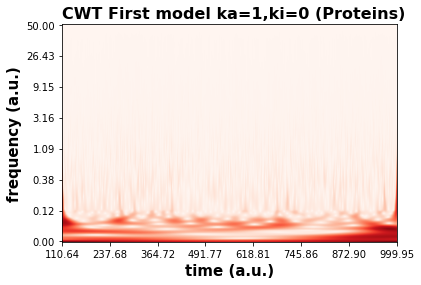 CWT First model ka=1,ki=0 (Proteins)
50.00
26.43
9.15
3.16
1.09
0.38
0.12
0.00
frequency (a.u.)
110.64 237.68 364.72 491.77 618.81 745.86 872.90 999.95
time (a.u.)